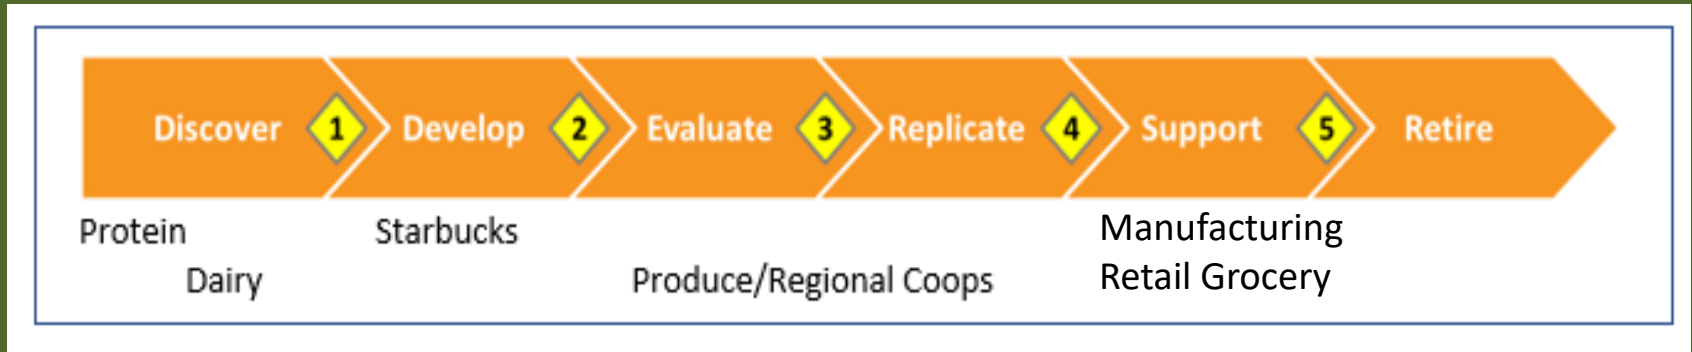 Discover 1 Develop 2 Evaluate 3 Replicate 4 Support 5 Retire
Protein Starbucks Manufacturing
Dairy Produce/Regional Coops Retail Grocery